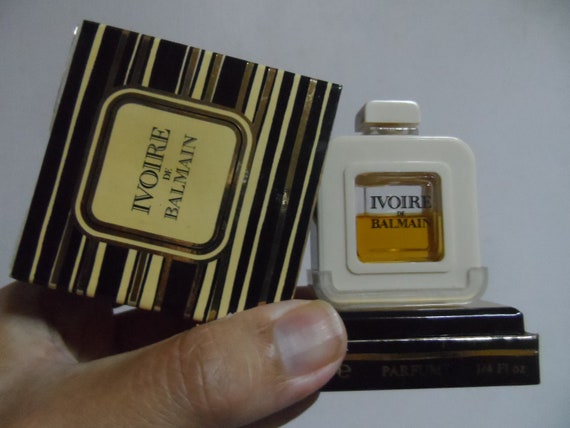 IVOIRE
DE
BALMAIN
IVOIRE
DE
BALMAIN
PARFUM 1/4 Fl oz